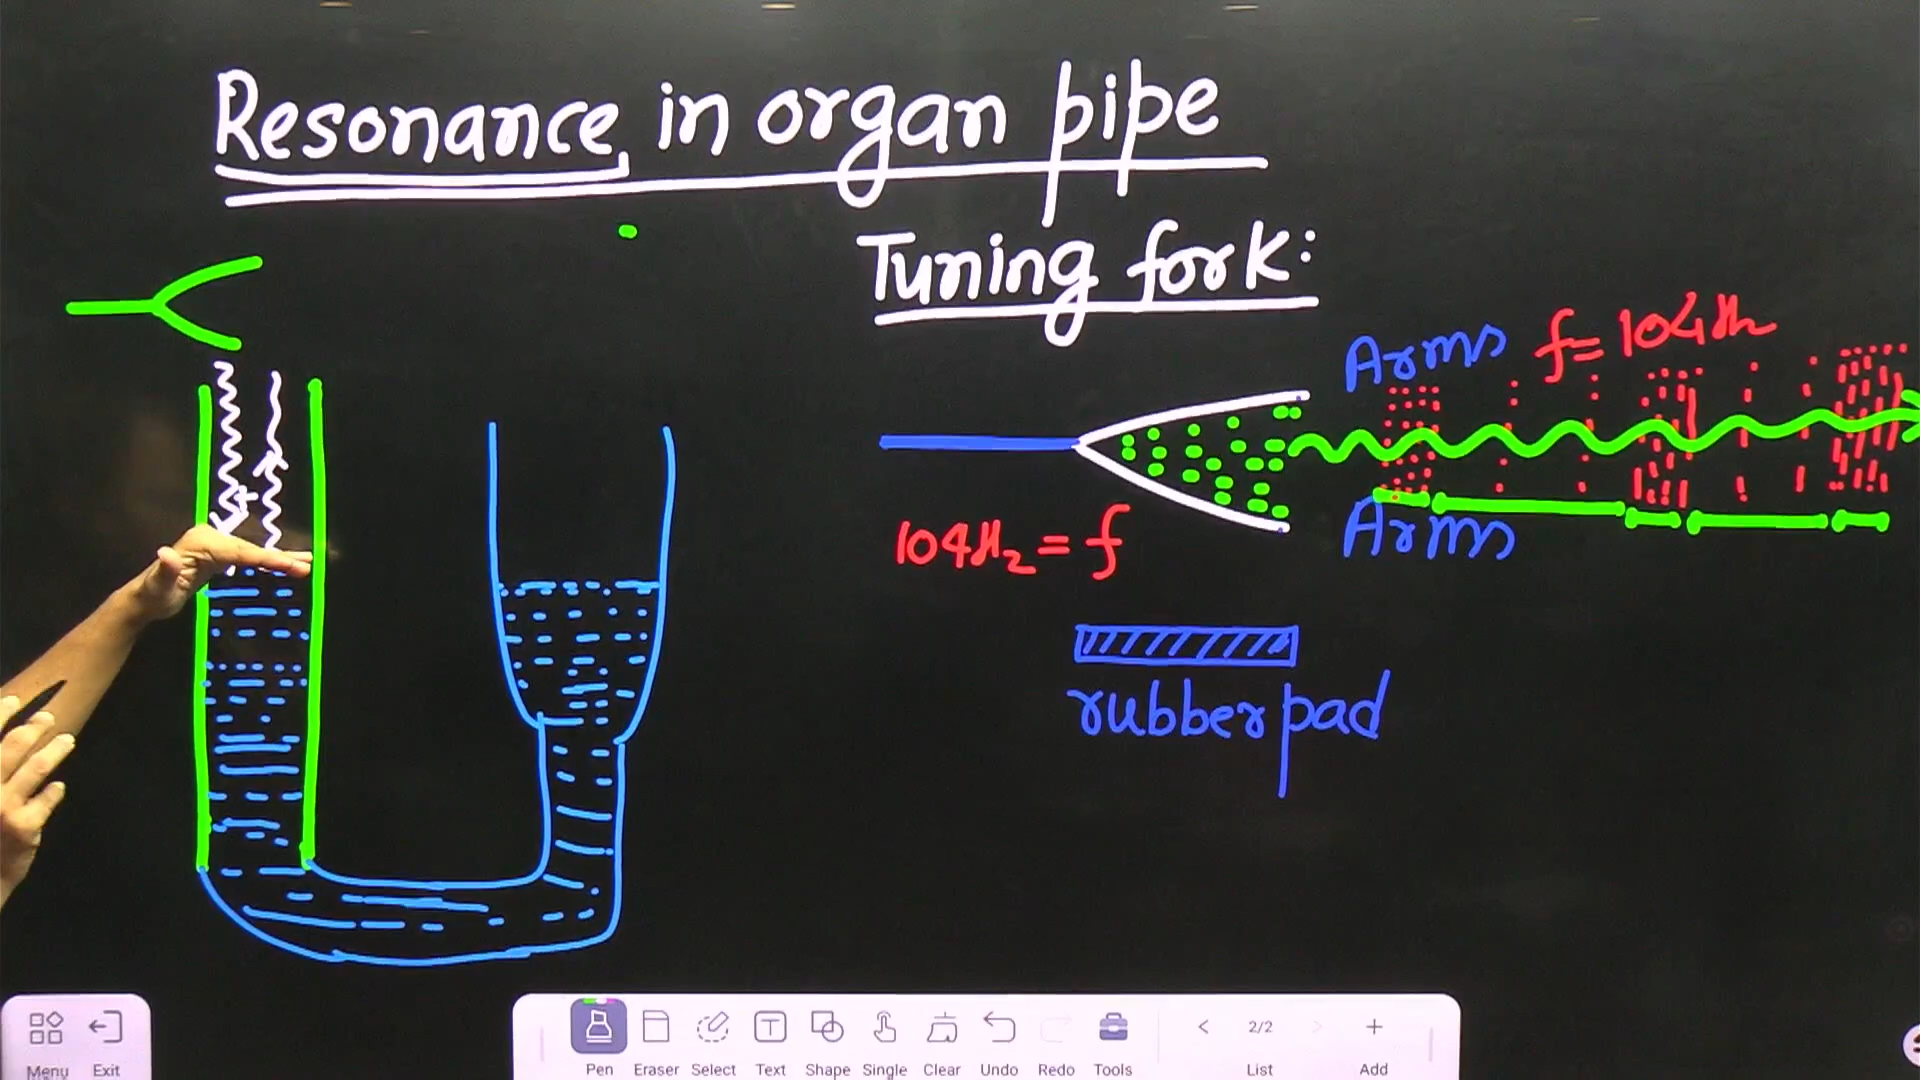 Resonance in organ pipe
Tuning fork:
Arms f=104Hz
Arms
104Hz = f
rubber pad
Menu Exit
Pen Eraser Select Text Shape Single Clear Undo Redo Tools
< 2/2 > +
List Add